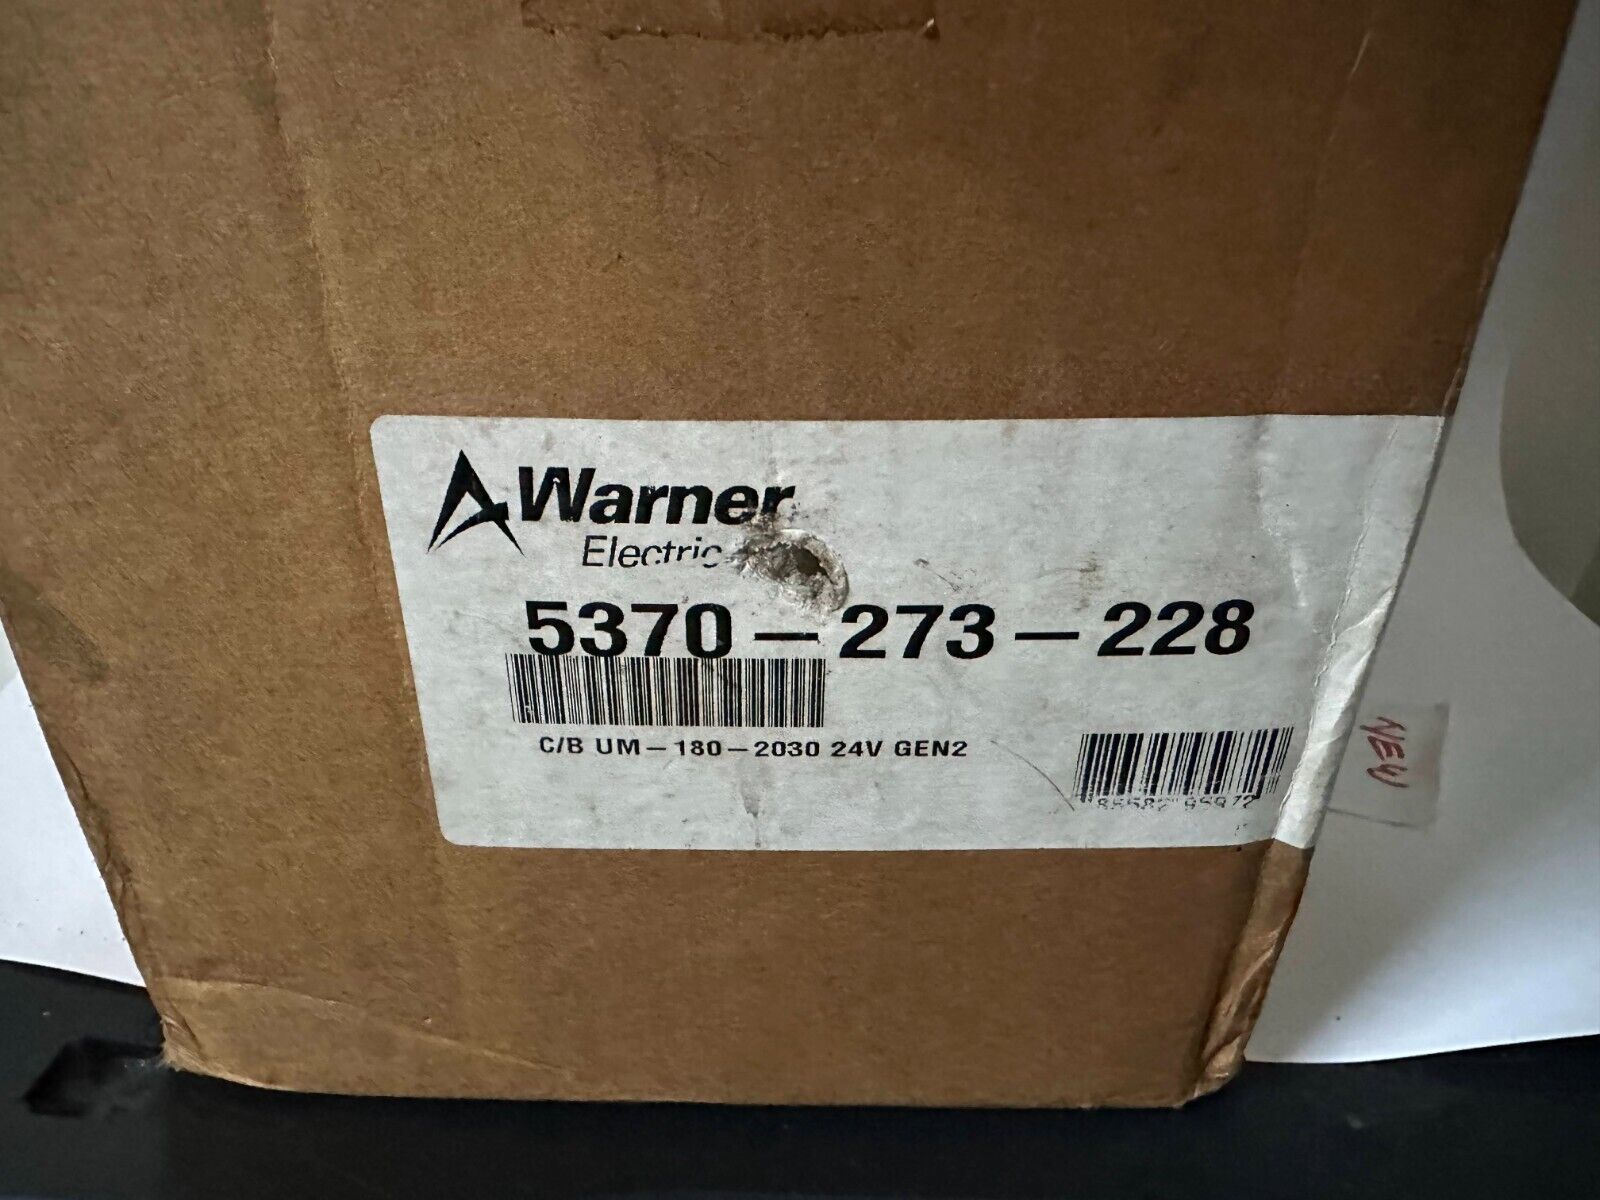 Warner
Electric
5370-273-228
C/B UM-180-2030 24V GEN2
NEW